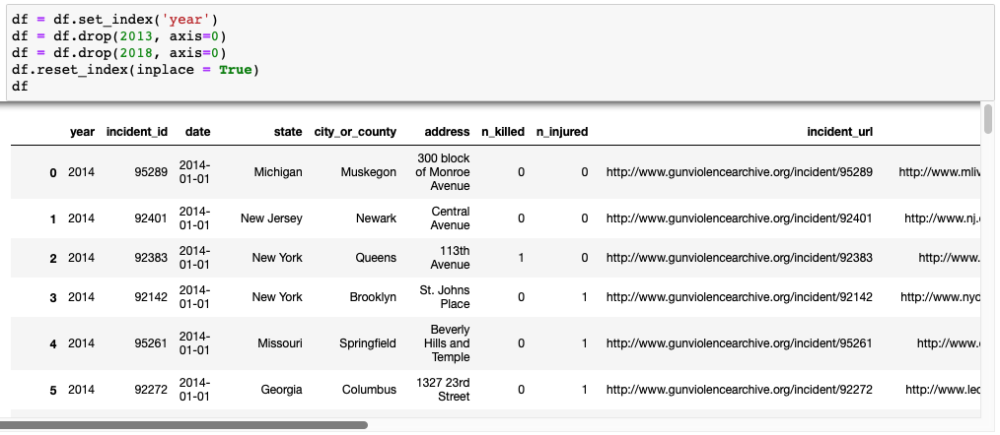 df = df.set_index('year')
df = df.drop(2013, axis=0)
df = df.drop(2018, axis=0)
df.reset_index(inplace = True)
df
year incident_id date state city_or_county address n_killed n_injured incident_url
0 2014 95289 2014-01-01 Michigan Muskegon 300 block of Monroe Avenue 0 0 http://www.gunviolencearchive.org/incident/95289 http://www.mliv
1 2014 92401 2014-01-01 New Jersey Newark Central Avenue 0 0 http://www.gunviolencearchive.org/incident/92401 http://www.nj.
2 2014 92383 2014-01-01 New York Queens 113th Avenue 1 0 http://www.gunviolencearchive.org/incident/92383 http://www.
3 2014 92142 2014-01-01 New York Brooklyn St. Johns Place 0 1 http://www.gunviolencearchive.org/incident/92142 http://www.nyc
4 2014 95261 2014-01-01 Missouri Springfield Beverly Hills and Temple 0 1 http://www.gunviolencearchive.org/incident/95261 http://www.
5 2014 92272 2014-01-01 Georgia Columbus 1327 23rd Street 0 1 http://www.gunviolencearchive.org/incident/92272 http://www.lec